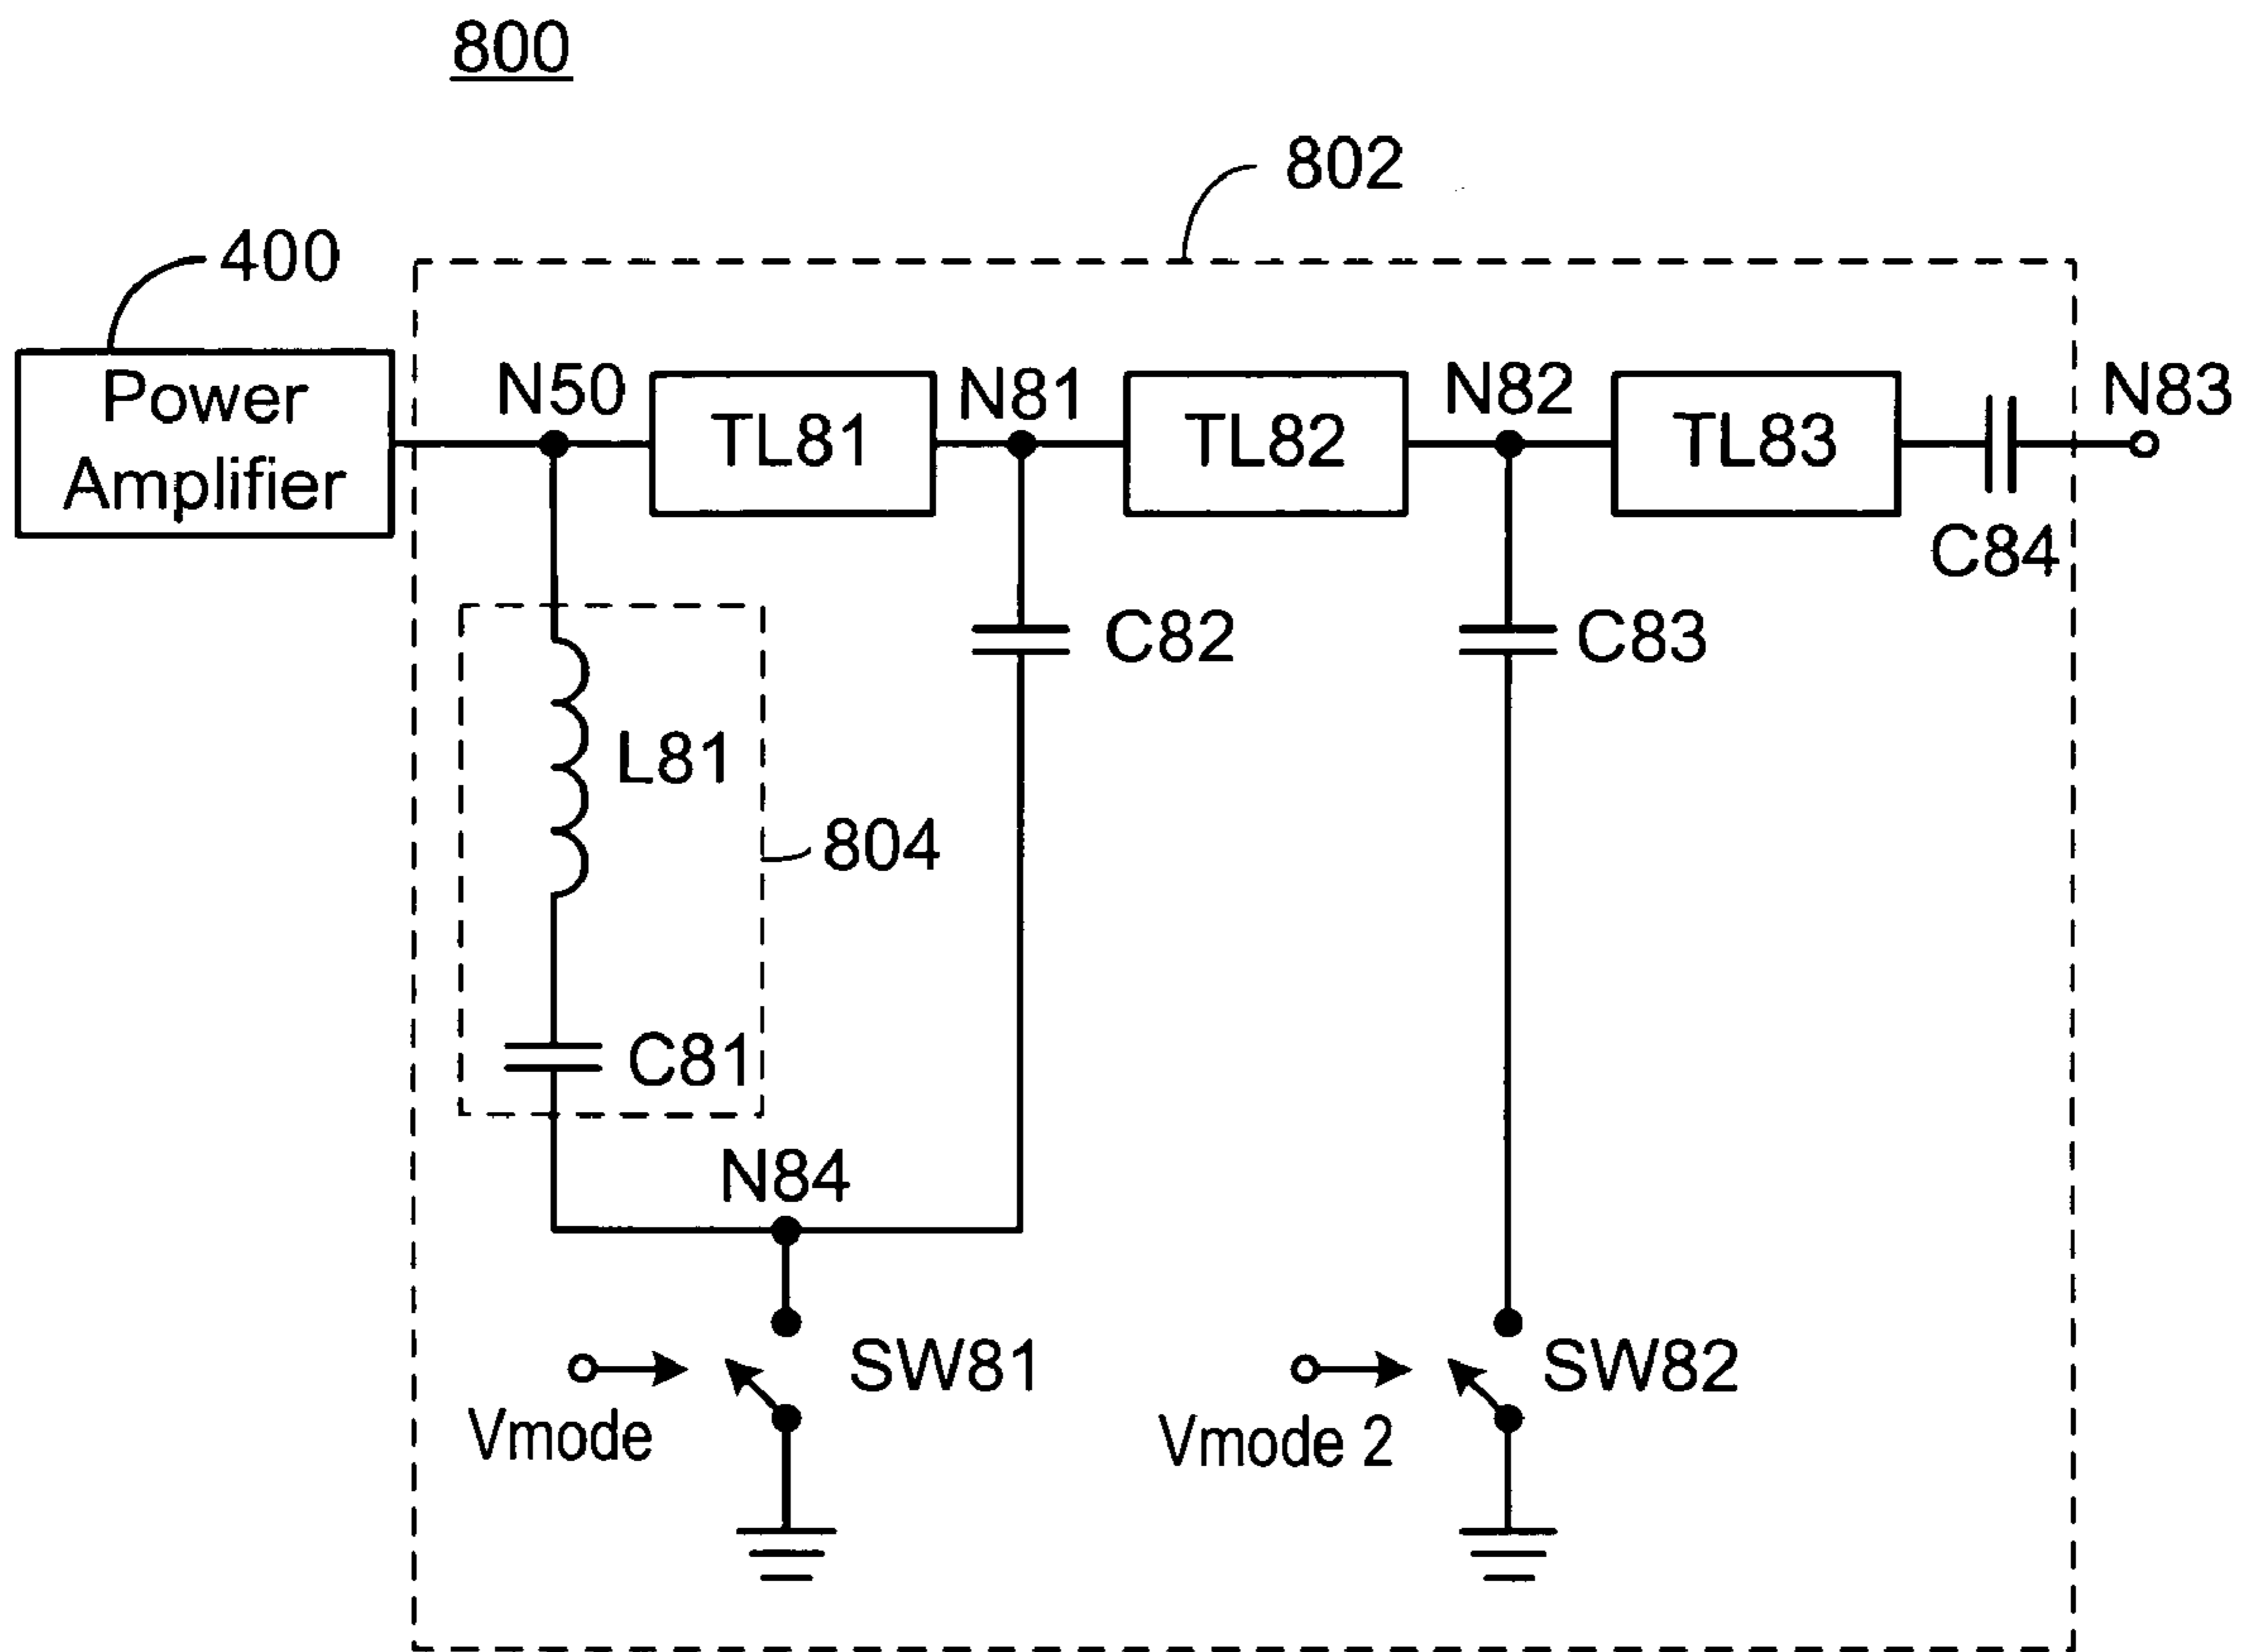 800
802
400
Power
Amplifier
N50
TL81
N81
TL82
N82
TL83
N83
C84
C82
C83
L81
804
C81
N84
SW81
SW82
Vmode
Vmode 2